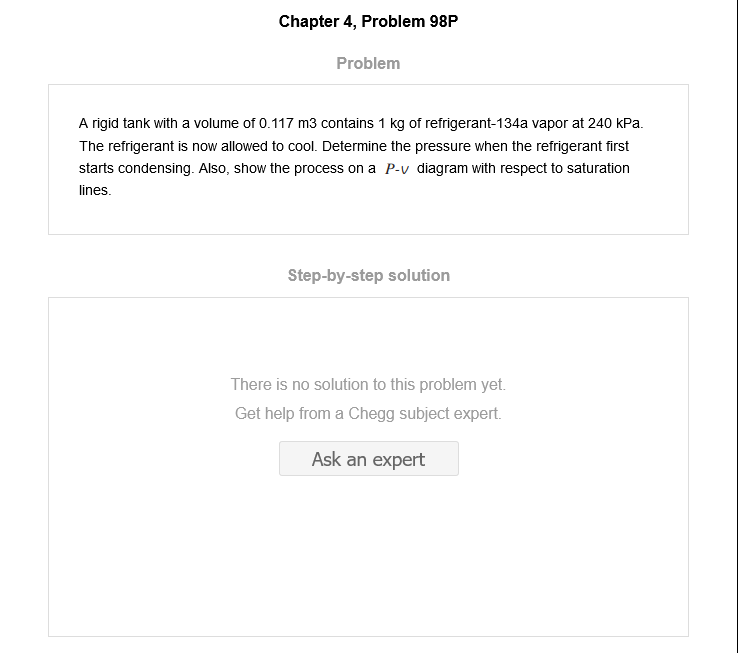 Chapter 4, Problem 98P
Problem
A rigid tank with a volume of 0.117 m3 contains 1 kg of refrigerant-134a vapor at 240 kPa.
The refrigerant is now allowed to cool. Determine the pressure when the refrigerant first
starts condensing. Also, show the process on a P-v diagram with respect to saturation
lines.
Step-by-step solution
There is no solution to this problem yet.
Get help from a Chegg subject expert.
Ask an expert